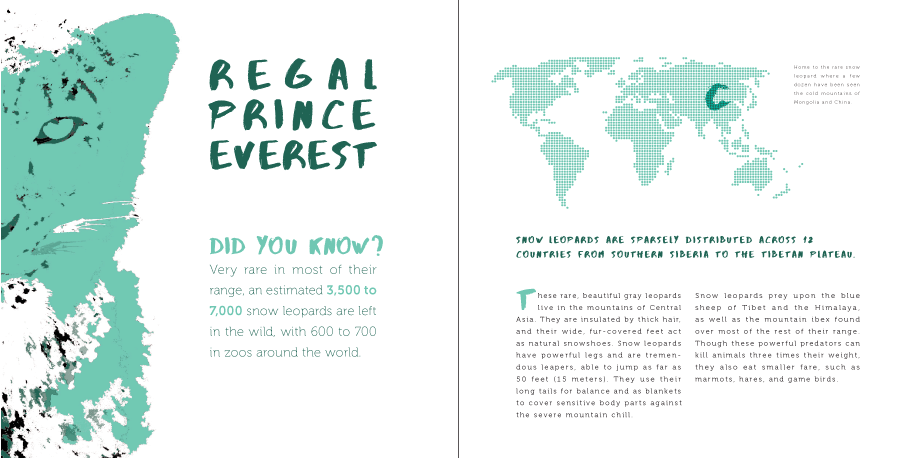 REGAL
PRINCE
EVEREST
DID YOU KNOW?
Very rare in most of their
range, an estimated 3,500 to
7,000 snow leopards are left
in the wild, with 600 to 700
in zoos around the world.
Home to the rare snow
leopard where a few
dozen have been seen
the cold mountains of
Mongolia and China.
SNOW LEOPARDS ARE SPARSELY DISTRIBUTED ACROSS 12
COUNTRIES FROM SOUTHERN SIBERIA TO THE TIBETAN PLATEAU.
These rare, beautiful gray leopards
live in the mountains of Central
Asia. They are insulated by thick hair,
and their wide, fur-covered feet act
as natural snowshoes. Snow leopards
have powerful legs and are tremen-
dous leapers, able to jump as far as
50 feet (15 meters). They use their
long tails for balance and as blankets
to cover sensitive body parts against
the severe mountain chill.
Snow leopards prey upon the blue
sheep of Tibet and the Himalaya,
as well as the mountain ibex found
over most of the rest of their range.
Though these powerful predators can
kill animals three times their weight,
they also eat smaller fare, such as
marmots, hares, and game birds.